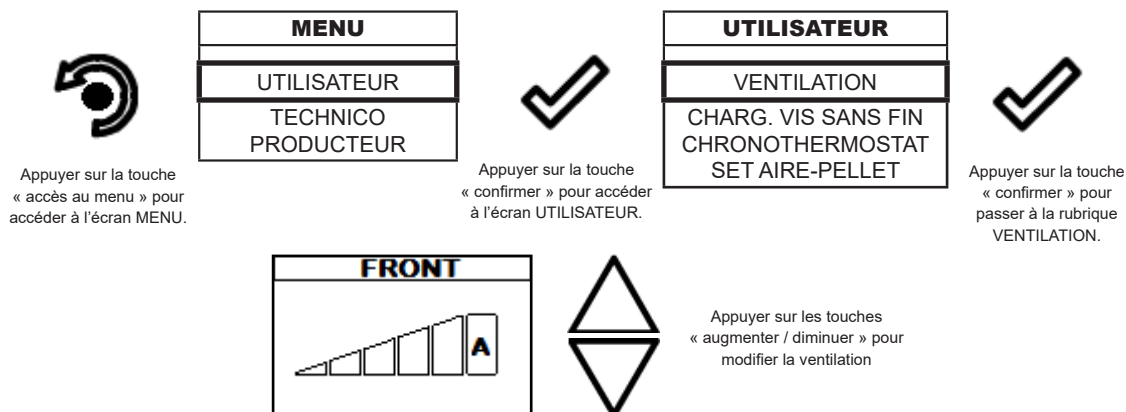 MENU
UTILISATEUR
TECHNICO
PRODUCTEUR
Appuyer sur la touche
« accès au menu » pour
accéder à l'écran MENU.
Appuyer sur la touche
« confirmer » pour accéder
à l'écran UTILISATEUR.
UTILISATEUR
VENTILATION
CHARG. VIS SANS FIN
CHRONOTHERMOSTAT
SET AIRE-PELLET
Appuyer sur la touche
« confirmer » pour
passer à la rubrique
VENTILATION.
FRONT
A
Appuyer sur les touches
« augmenter / diminuer » pour
modifier la ventilation